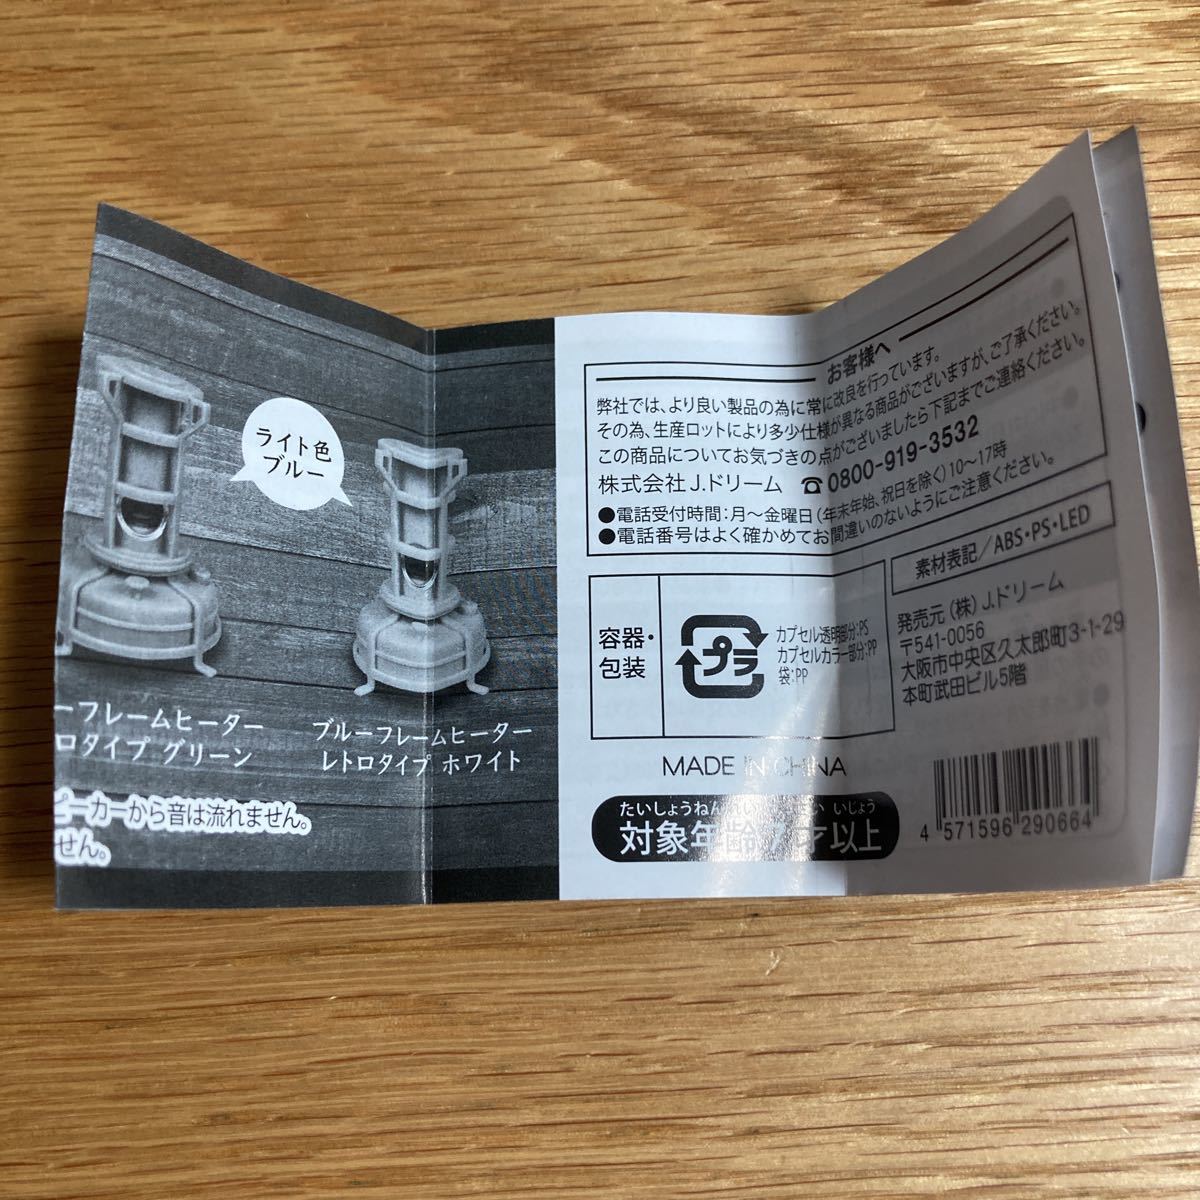 ライト色
ブルー
ーフレームヒーター
ロタイプ グリーン
ブルーフレームヒーター
レトロタイプ ホワイト
ピーカーから音は流れません。
せん。
お客様へ
弊社では、より良い製品の為に常に改良を行っています。
その為、生産ロットにより多少仕様が異なる商品がございますが、ご了承ください。
この商品についてお気づきの点がございましたら下記までご連絡ください。
株式会社 J.ドリーム ☎0800-919-3532
●電話受付時間:月〜金曜日(年末年始、祝日を除く)10〜17時
●電話番号はよく確かめてお間違いのないようにご注意ください。
容器・
包装
プラ
カプセル透明部分:PS
カプセルカラー部分:PP
袋:PP
素材表記/ABS・PS・LED
発売元 (株) J.ドリーム
〒541-0056
大阪市中央区久太郎町3-1-29
本町武田ビル5階
MADE IN CHINA
たいしょうねん い いじょう
対象年齢7才以上
4 571596 290664